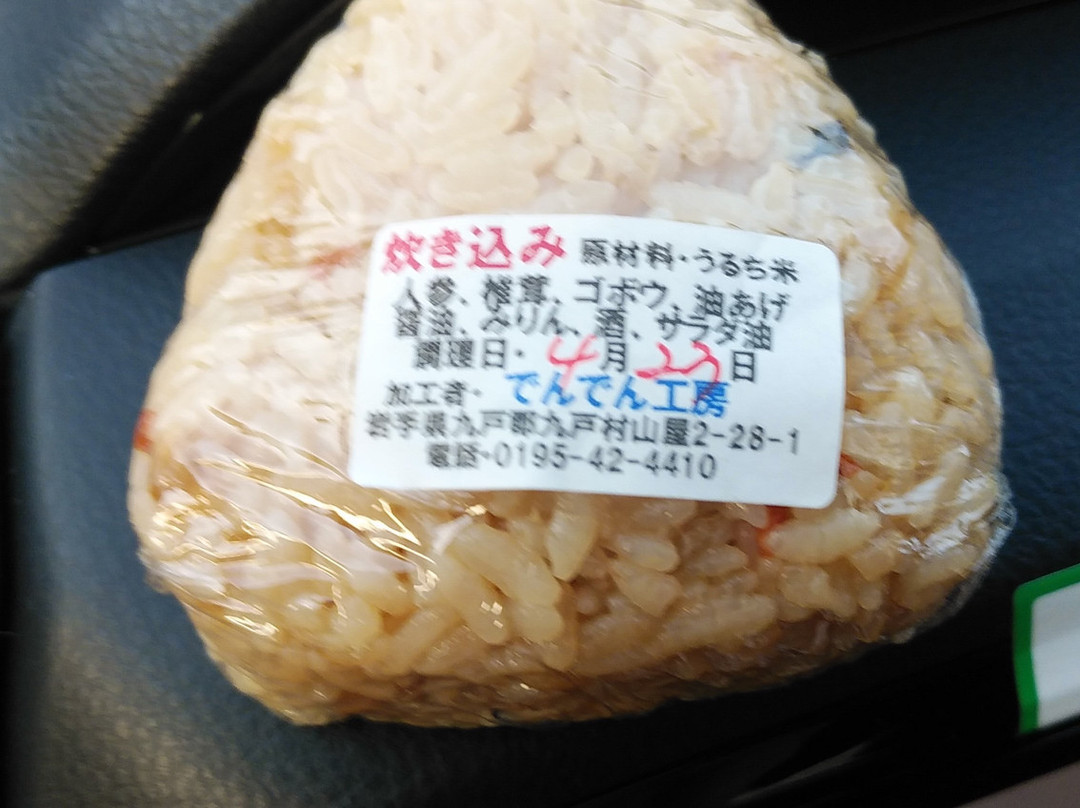 炊き込み 原材料・うるち米
人参、椎茸、ゴボウ、油あげ
醤油、みりん、酒、サラダ油
調理日・4月23日
加工者・でんでん工房
岩手県九戸郡九戸村山屋2-28-1
電話・0195-42-4410